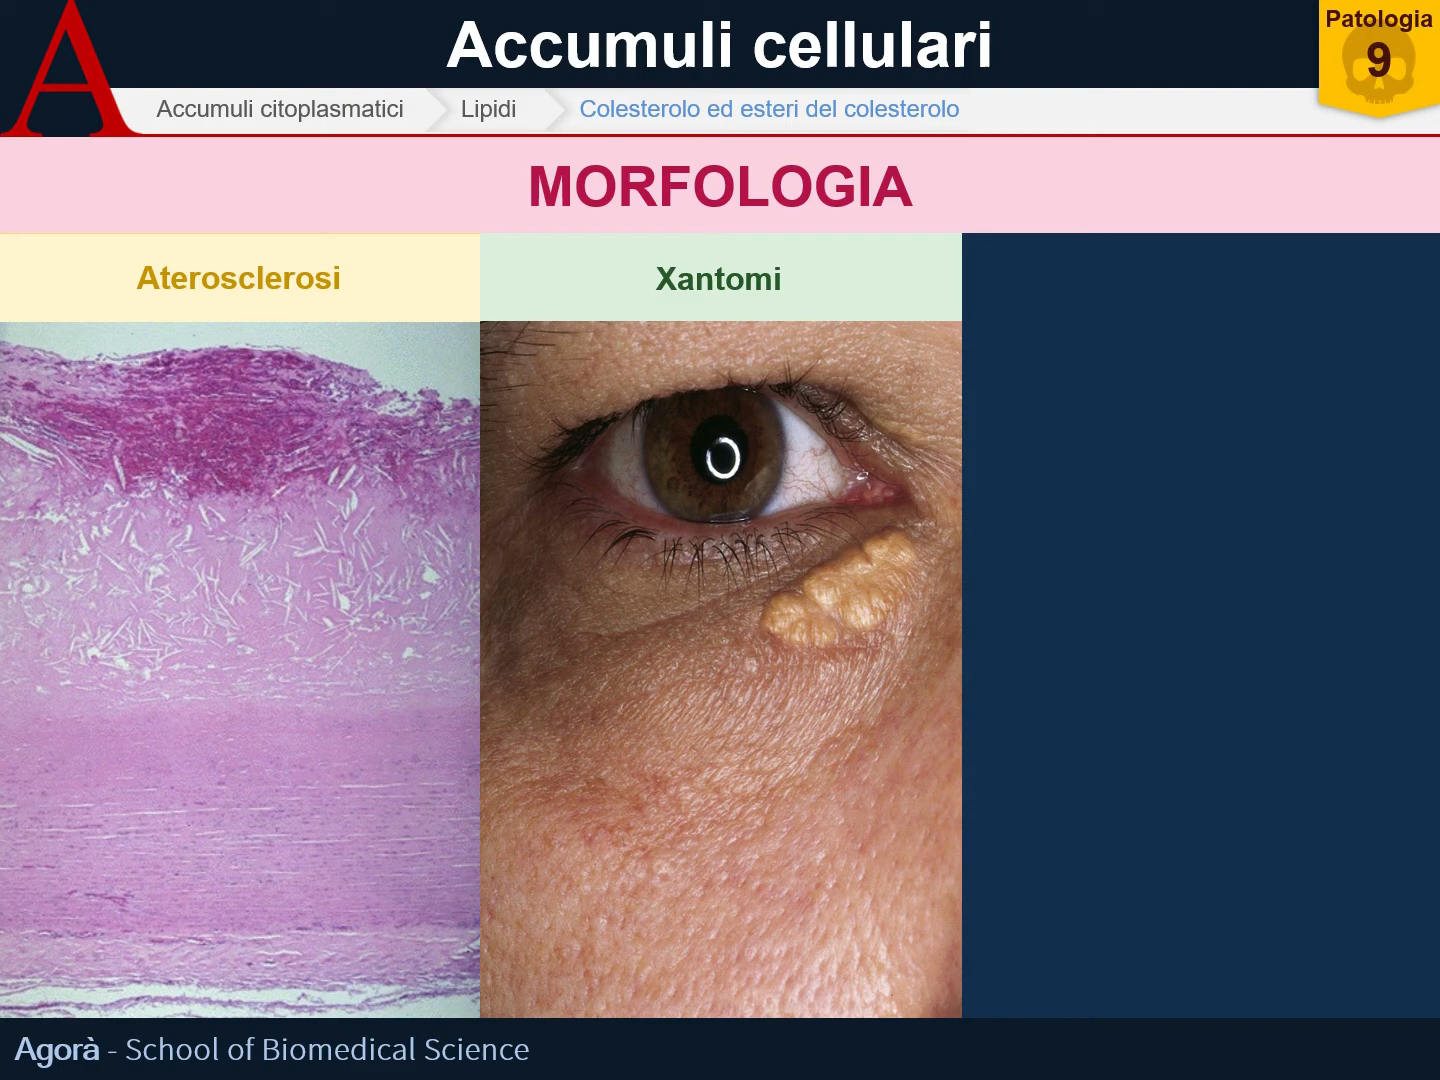 Accumuli cellulari
Patologia
9
Accumuli citoplasmatici
Lipidi
Colesterolo ed esteri del colesterolo
MORFOLOGIA
Aterosclerosi
Xantomi
Agorà - School of Biomedical Science